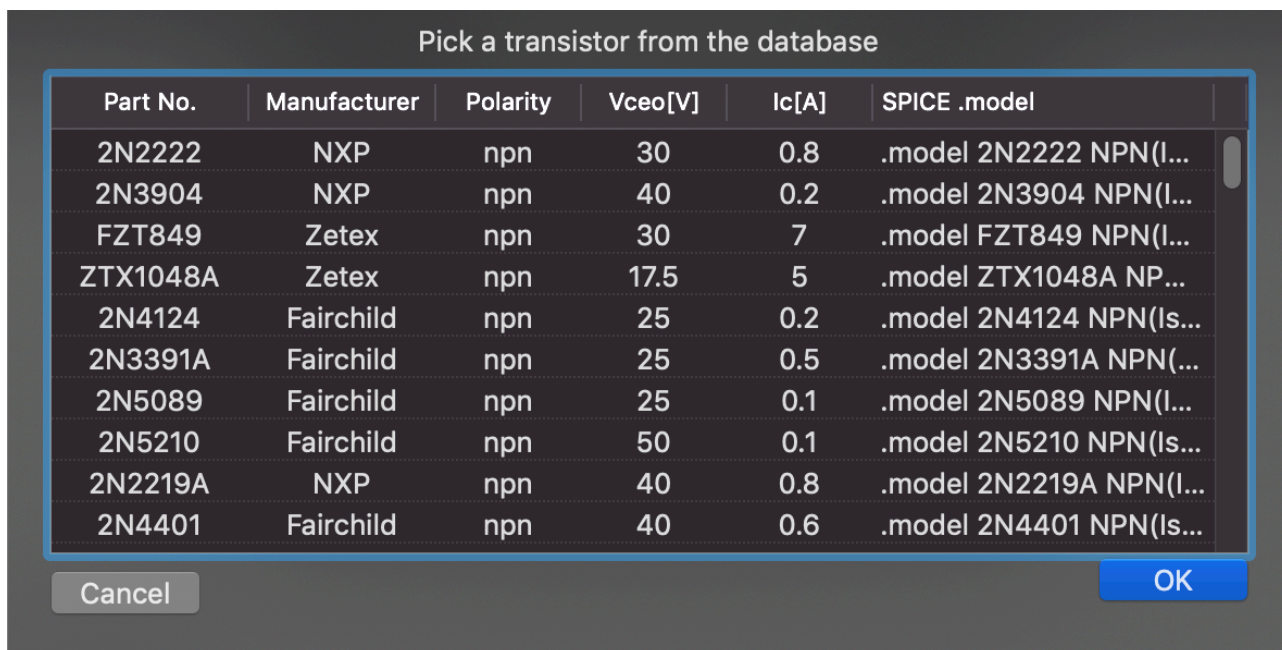 Pick a transistor from the database
Part No. Manufacturer Polarity Vceo[V] Ic[A] SPICE .model
2N2222 NXP npn 30 0.8 .model 2N2222 NPN(I...
2N3904 NXP npn 40 0.2 .model 2N3904 NPN(I...
FZT849 Zetex npn 30 7 .model FZT849 NPN(I...
ZTX1048A Zetex npn 17.5 5 .model ZTX1048A NP...
2N4124 Fairchild npn 25 0.2 .model 2N4124 NPN(Is...
2N3391A Fairchild npn 25 0.5 .model 2N3391A NPN(...
2N5089 Fairchild npn 25 0.1 .model 2N5089 NPN(I...
2N5210 Fairchild npn 50 0.1 .model 2N5210 NPN(Is...
2N2219A NXP npn 40 0.8 .model 2N2219A NPN(I...
2N4401 Fairchild npn 40 0.6 .model 2N4401 NPN(Is...
Cancel OK